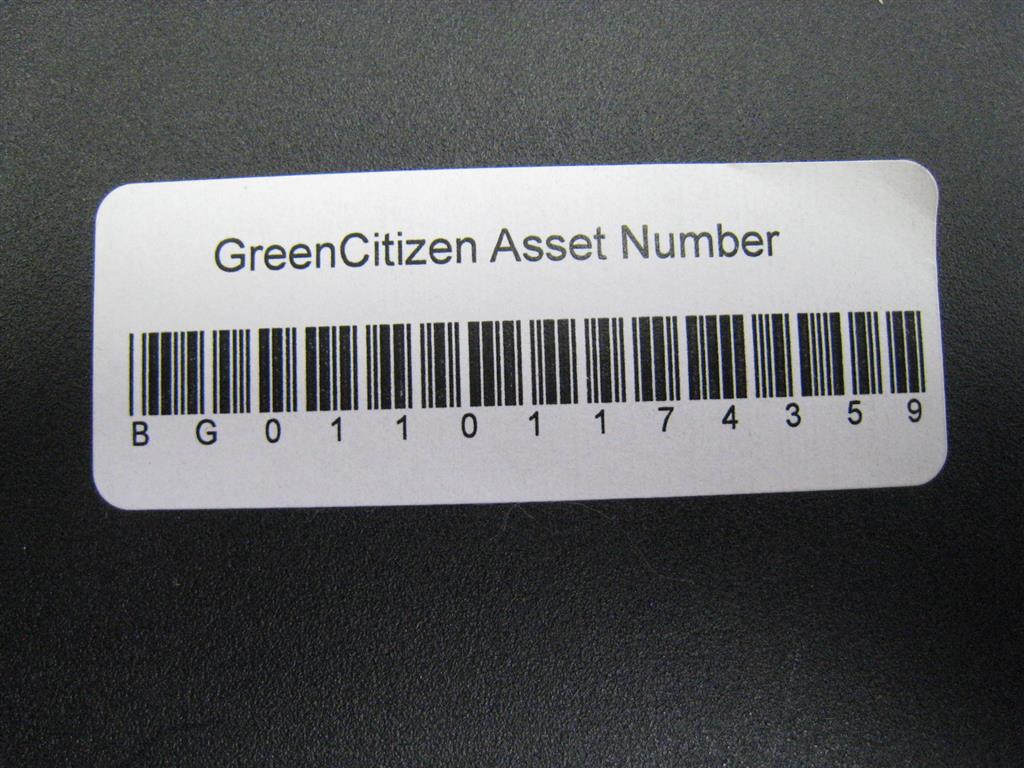 GreenCitizen Asset Number
B G 0 1 1 0 1 1 7 4 3 5 9